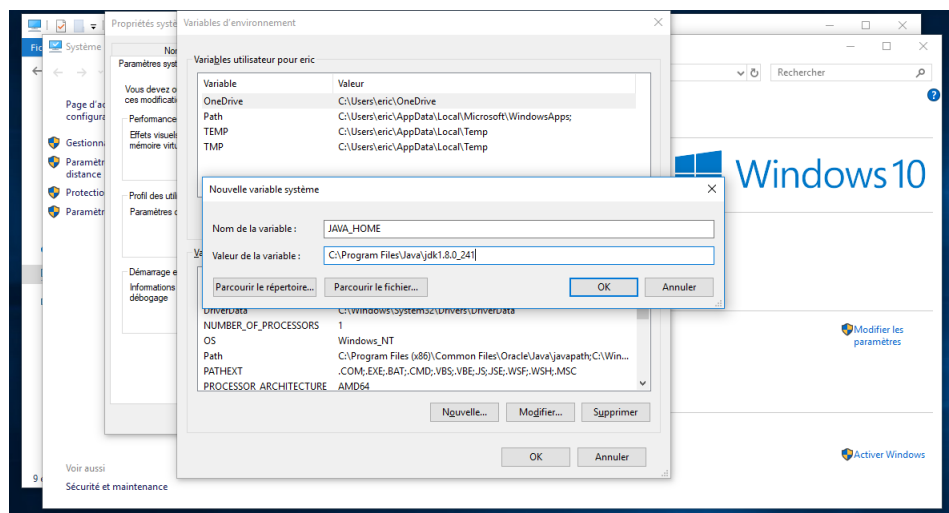 Propriétés systè
Variables d'environnement
Système
Rechercher
Paramètres syst
Variables utilisateur pour eric
Variable Valeur
OneDrive C:\Users\eric\OneDrive
Path C:\Users\eric\AppData\Local\Microsoft\WindowsApps;
TEMP C:\Users\eric\AppData\Local\Temp
TMP C:\Users\eric\AppData\Local\Temp
Vous devez o
ces modificati
Performance
Effets visuels
mémoire virtu
Profil des util
Paramètres d
Démarrage e
Informations
débogage
Page d'ac
configura
Gestionn
Paramètr
distance
Protectio
Paramètr
Windows 10
Nouvelle variable système
Nom de la variable : JAVA_HOME
Valeur de la variable : C:\Program Files\Java\jdk1.8.0_241
Parcourir le répertoire... Parcourir le fichier... OK Annuler
DriverData C:\Windows\System32\Drivers\DriverData
NUMBER_OF_PROCESSORS 1
OS Windows_NT
Path C:\Program Files (x86)\Common Files\Oracle\Java\javapath;C:\Win...
PATHEXT .COM;.EXE;.BAT;.CMD;.VBS;.VBE;.JS;.JSE;.WSF;.WSH;.MSC
PROCESSOR_ARCHITECTURE AMD64
Nouvelle... Modifier... Supprimer
OK Annuler
Modifier les
paramètres
Activer Windows
Voir aussi
Sécurité et maintenance